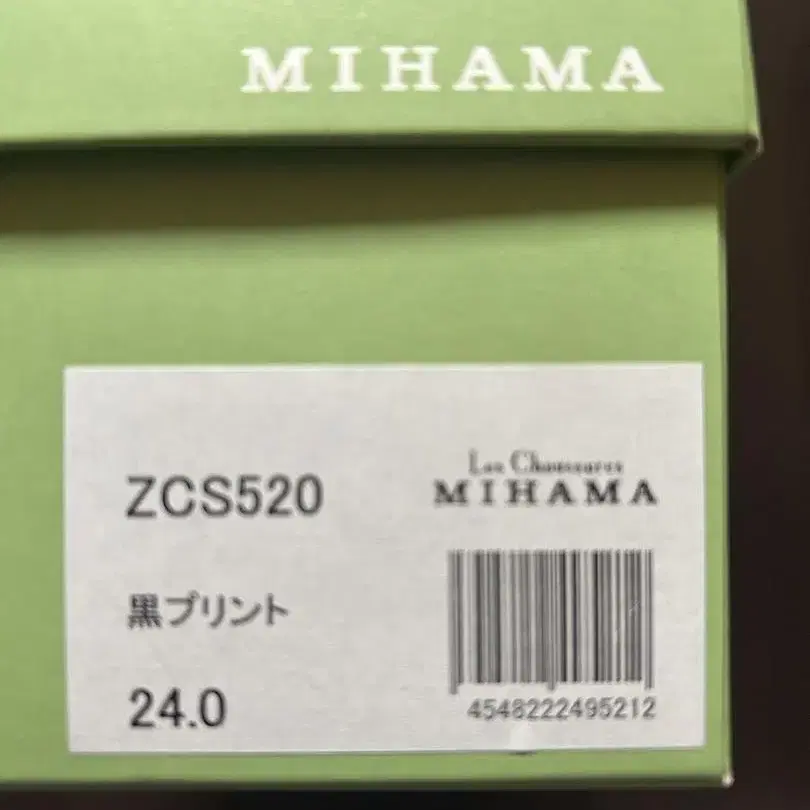 MIHAMA
ZCS520
Les Chaussures
MIHAMA
黒プリント
24.0
4548222495212